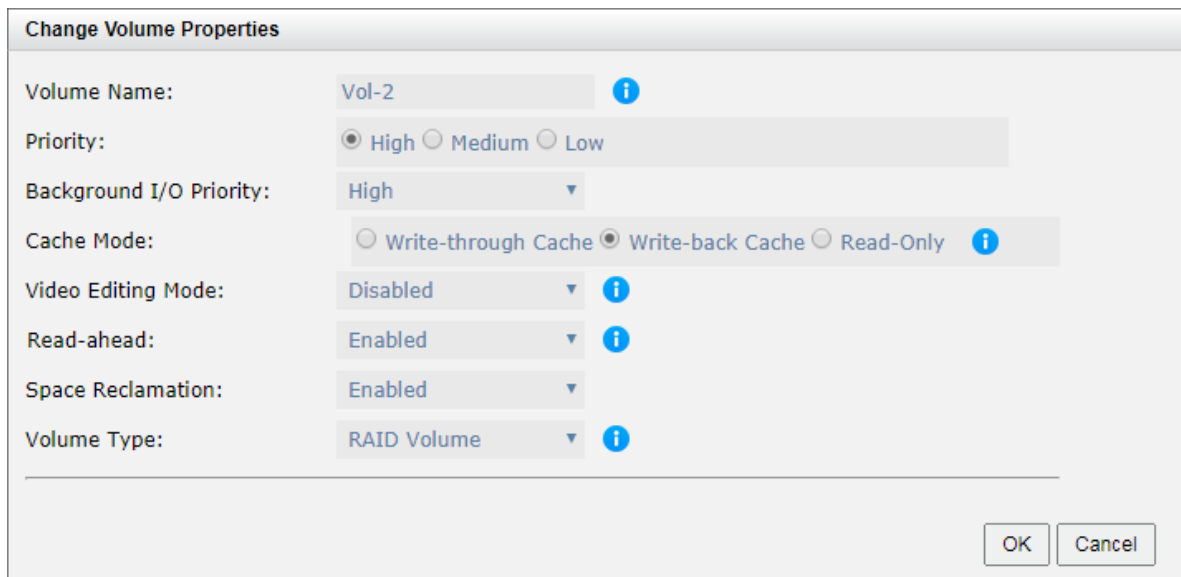 Change Volume Properties
Volume Name: Vol-2
Priority: High Medium Low
Background I/O Priority: High
Cache Mode: Write-through Cache Write-back Cache Read-Only
Video Editing Mode: Disabled
Read-ahead: Enabled
Space Reclamation: Enabled
Volume Type: RAID Volume
OK Cancel